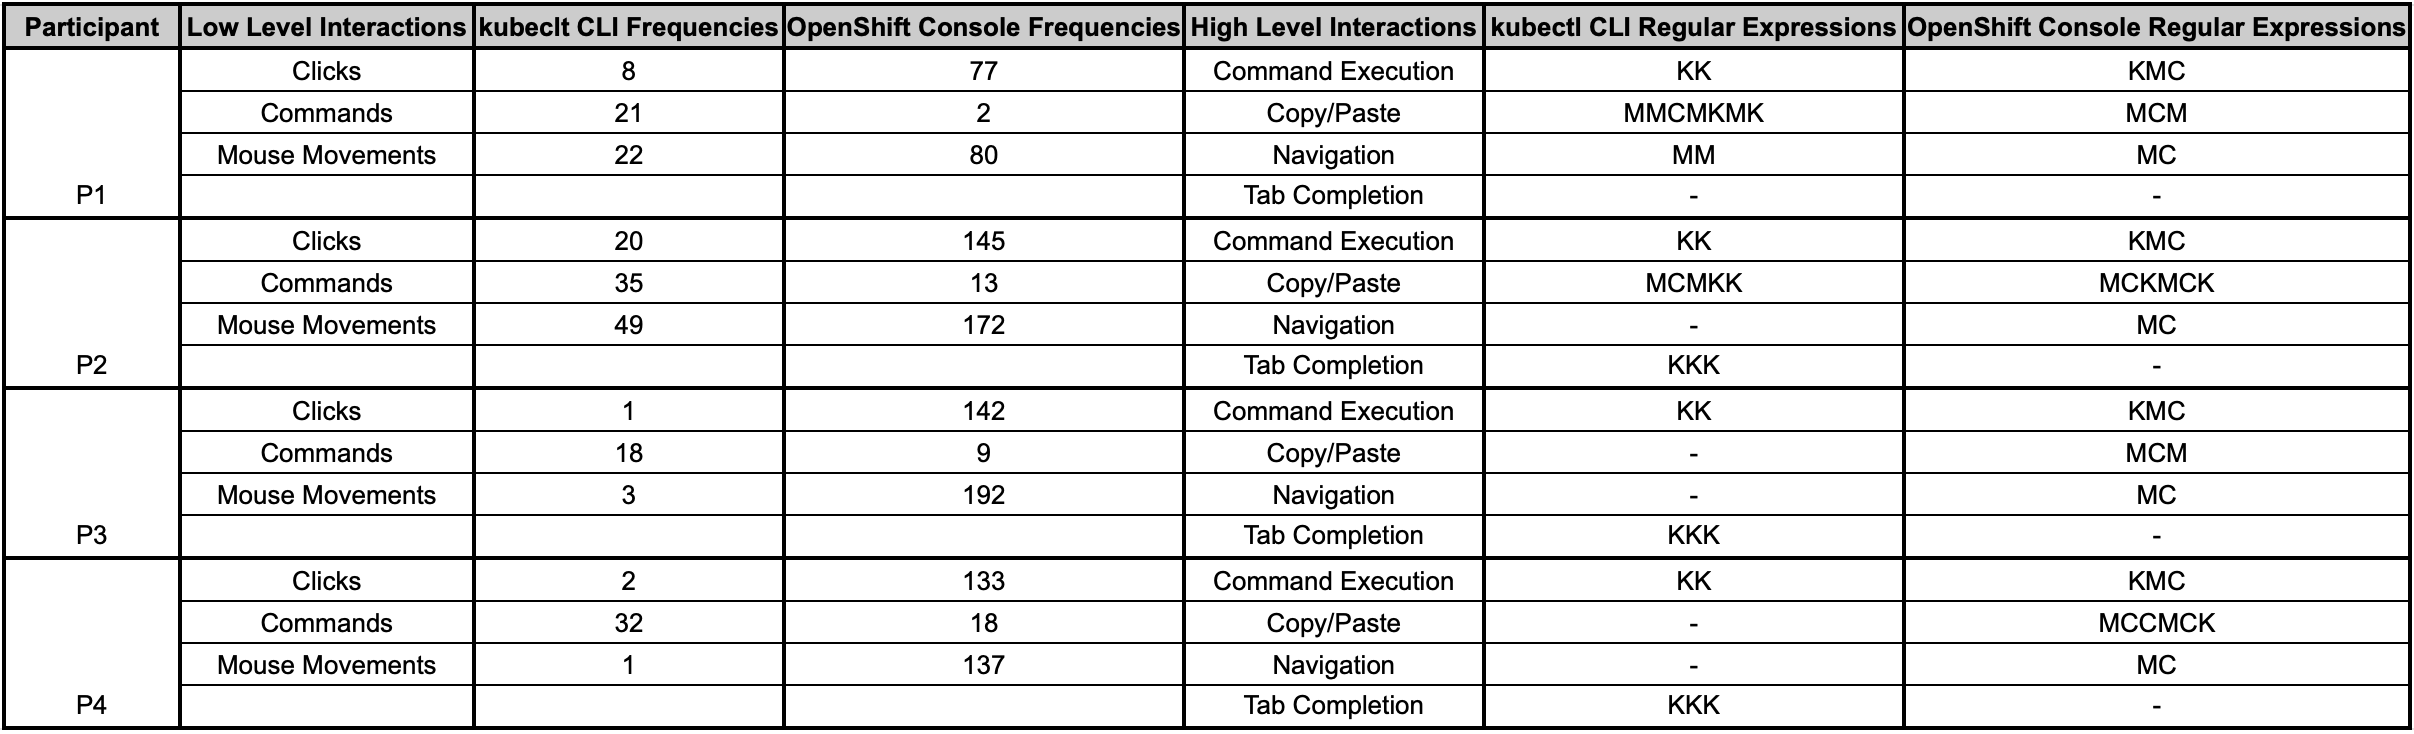 Participant Low Level Interactions kubeclt CLI Frequencies OpenShift Console Frequencies High Level Interactions kubectl CLI Regular Expressions OpenShift Console Regular Expressions
Clicks 8 77 Command Execution KK KMC
Commands 21 2 Copy/Paste MMCMKMK MCM
Mouse Movements 22 80 Navigation MM MC
P1 Tab Completion - -
Clicks 20 145 Command Execution KK KMC
Commands 35 13 Copy/Paste MCMKK MCKMCK
Mouse Movements 49 172 Navigation - MC
P2 Tab Completion KKK -
Clicks 1 142 Command Execution KK KMC
Commands 18 9 Copy/Paste - MCM
Mouse Movements 3 192 Navigation - MC
P3 Tab Completion KKK -
Clicks 2 133 Command Execution KK KMC
Commands 32 18 Copy/Paste - MCCMCK
Mouse Movements 1 137 Navigation - MC
P4 Tab Completion KKK -